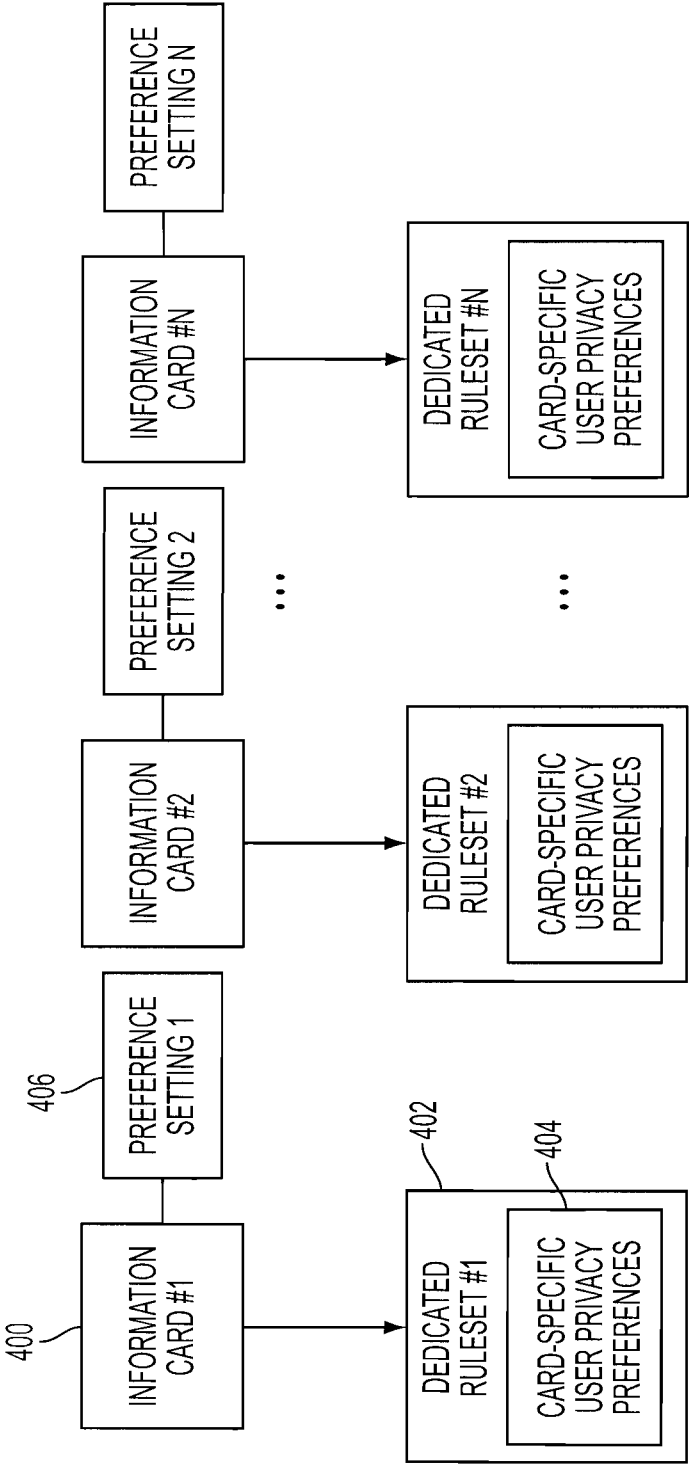 400
INFORMATION
CARD #1
406
PREFERENCE
SETTING 1
402
DEDICATED
RULESET #1
404
CARD-SPECIFIC
USER PRIVACY
PREFERENCES
INFORMATION
CARD #2
PREFERENCE
SETTING 2
DEDICATED
RULESET #2
CARD-SPECIFIC
USER PRIVACY
PREFERENCES
...
...
INFORMATION
CARD #N
PREFERENCE
SETTING N
DEDICATED
RULESET #N
CARD-SPECIFIC
USER PRIVACY
PREFERENCES